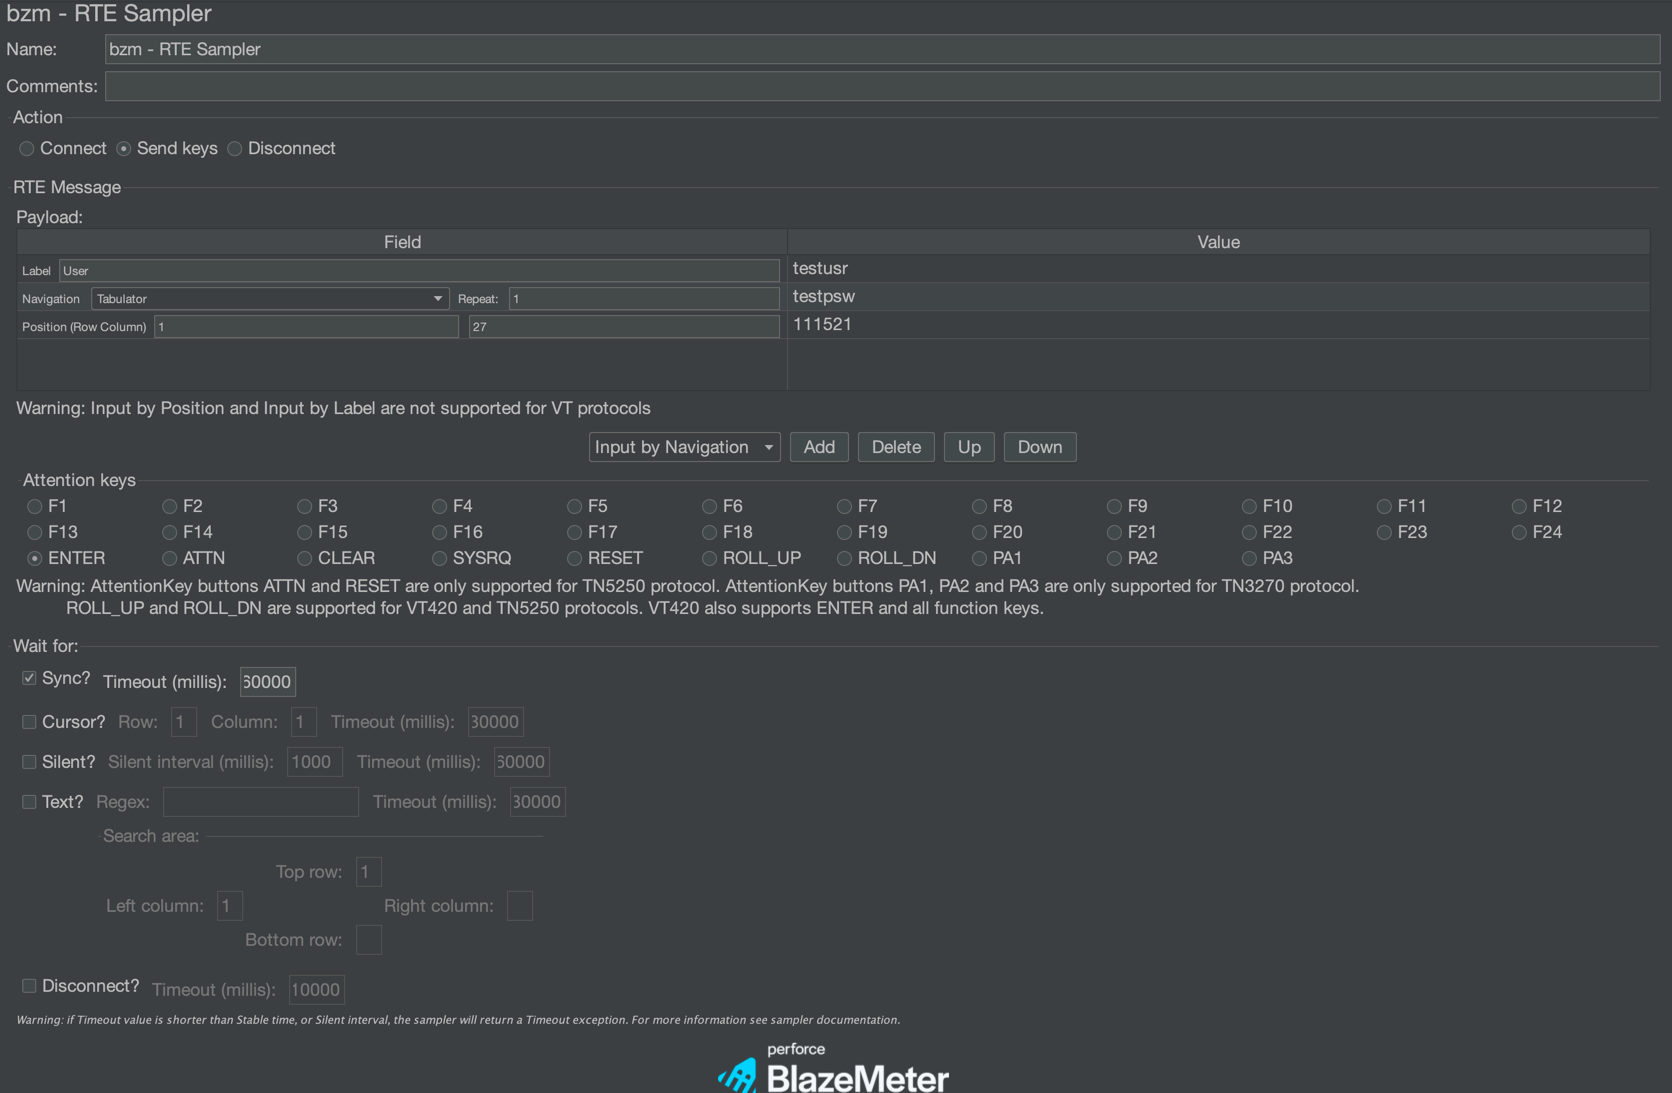 bzm - RTE Sampler
Name: bzm - RTE Sampler
Comments:
Action
Connect Send keys Disconnect
RTE Message
Payload:
Field Value
Label User testusr
Navigation Tabulator Repeat: 1 testpsw
Position (Row Column) 1 27 111521
Warning: Input by Position and Input by Label are not supported for VT protocols
Input by Navigation Add Delete Up Down
Attention keys
F1 F2 F3 F4 F5 F6 F7 F8 F9 F10 F11 F12
F13 F14 F15 F16 F17 F18 F19 F20 F21 F22 F23 F24
ENTER ATTN CLEAR SYSRQ RESET ROLL_UP ROLL_DN PA1 PA2 PA3
Warning: AttentionKey buttons ATTN and RESET are only supported for TN5250 protocol. AttentionKey buttons PA1, PA2 and PA3 are only supported for TN3270 protocol.
ROLL_UP and ROLL_DN are supported for VT420 and TN5250 protocols. VT420 also supports ENTER and all function keys.
Wait for:
Sync? Timeout (millis): 60000
Cursor? Row: 1 Column: 1 Timeout (millis): 30000
Silent? Silent interval (millis): 1000 Timeout (millis): 60000
Text? Regex: Timeout (millis): 30000
Search area:
Top row: 1
Left column: 1 Right column:
Bottom row:
Disconnect? Timeout (millis): 10000
Warning: if Timeout value is shorter than Stable time, or Silent interval, the sampler will return a Timeout exception. For more information see sampler documentation.
perforce
BlazeMeter